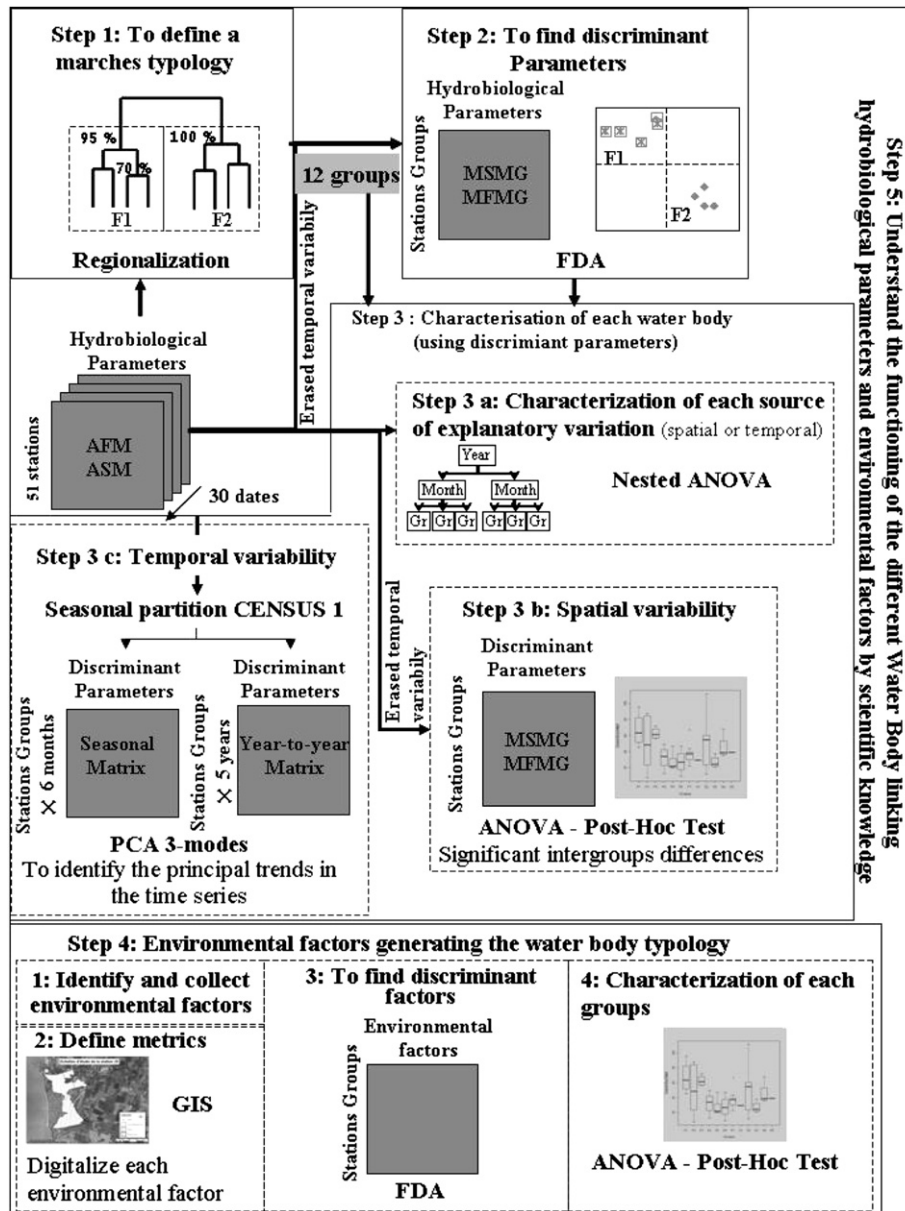 Step 1: To define a
marches typology
95 %
100 %
70 %
F1
F2
Regionalization
12 groups
Erased temporal variability
Step 2: To find discriminant
Parameters
Hydrobiological
Parameters
Stations Groups
MSMG
MFMG
F1
F2
FDA
Hydrobiological
Parameters
51 stations
AFM
ASM
30 dates
Step 3 : Characterisation of each water body
(using discrimiant parameters)
Step 3 a: Characterization of each source
of explanatory variation (spatial or temporal)
Year
Month
Month
Gr Gr Gr
Gr Gr Gr
Nested ANOVA
Erased temporal
variabily
Step 3 b: Spatial variability
Discriminant
Parameters
Stations Groups
MSMG
MFMG
ANOVA - Post-Hoc Test
Significant intergroups differences
Step 3 c: Temporal variability
Seasonal partition CENSUS 1
Discriminant
Parameters
Stations Groups
× 6 months
Seasonal
Matrix
Discriminant
Parameters
Stations Groups
× 5 years
Year-to-year
Matrix
PCA 3-modes
To identify the principal trends in
the time series
Step 4: Environmental factors generating the water body typology
1: Identify and collect
environmental factors
2: Define metrics
GIS
Digitalize each
environmental factor
3: To find discriminant
factors
Environmental
factors
Stations Groups
FDA
4: Characterization of each
groups
ANOVA - Post-Hoc Test
Step 5: Understand the functioning of the different Water Body linking
hydrobiological parameters and environmental factors by scientific knowledge